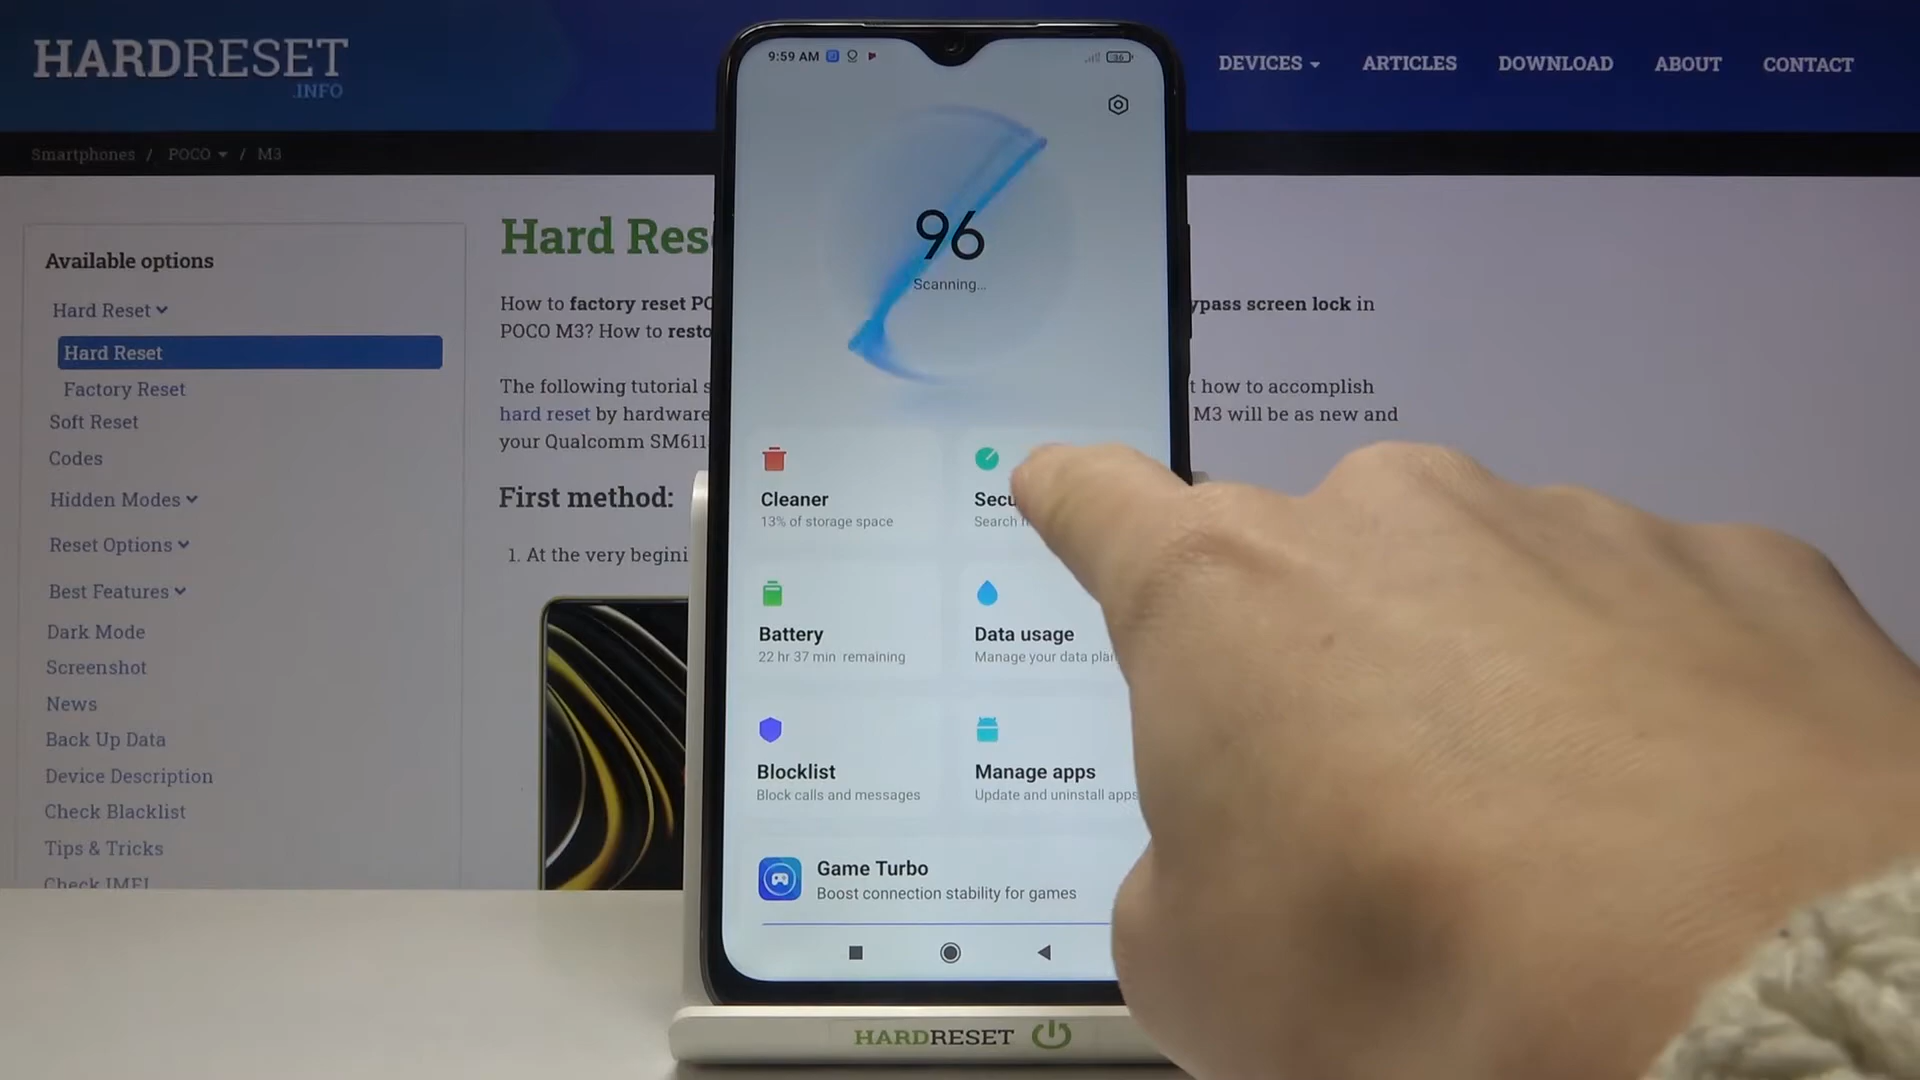 HARDRESET
.INFO
DEVICES
ARTICLES
DOWNLOAD
ABOUT
CONTACT
Smartphones / POCO / M3
Available options
Hard Reset
Hard Reset
Factory Reset
Soft Reset
Codes
Hidden Modes
Reset Options
Best Features
Dark Mode
Screenshot
News
Back Up Data
Device Description
Check Blacklist
Tips & Tricks
Check IMEI
Hard Res
How to factory reset PO
ypass screen lock in
POCO M3? How to resto
The following tutorial s
t how to accomplish
hard reset by hardware
M3 will be as new and
your Qualcomm SM611
First method:
1. At the very begini
9:59 AM
36
96
Scanning...
Cleaner
13% of storage space
Secu
Search
Battery
22 hr 37 min remaining
Data usage
Manage your data plan
Blocklist
Block calls and messages
Manage apps
Update and uninstall apps
Game Turbo
Boost connection stability for games
HARDRESET